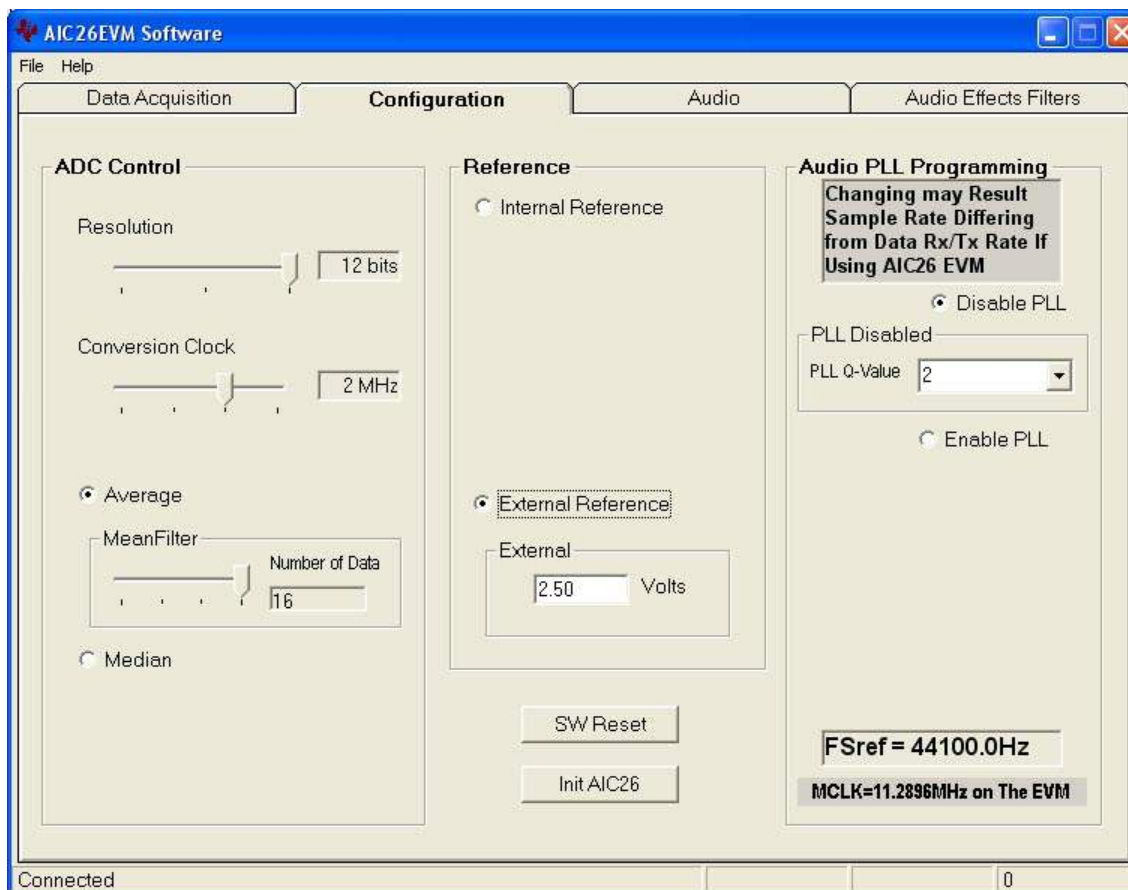 AIC26EVM Software
File Help
Data Acquisition
Configuration
Audio
Audio Effects Filters
ADC Control
Resolution
12 bits
Conversion Clock
2 MHz
Average
MeanFilter
Number of Data
16
Median
Reference
Internal Reference
External Reference
External
2.50 Volts
SW Reset
Init AIC26
Audio PLL Programming
Changing may Result
Sample Rate Differing
from Data Rx/Tx Rate If
Using AIC26 EVM
Disable PLL
PLL Disabled
PLL Q-Value 2
Enable PLL
FSref = 44100.0Hz
MCLK=11.2896MHz on The EVM
Connected
0